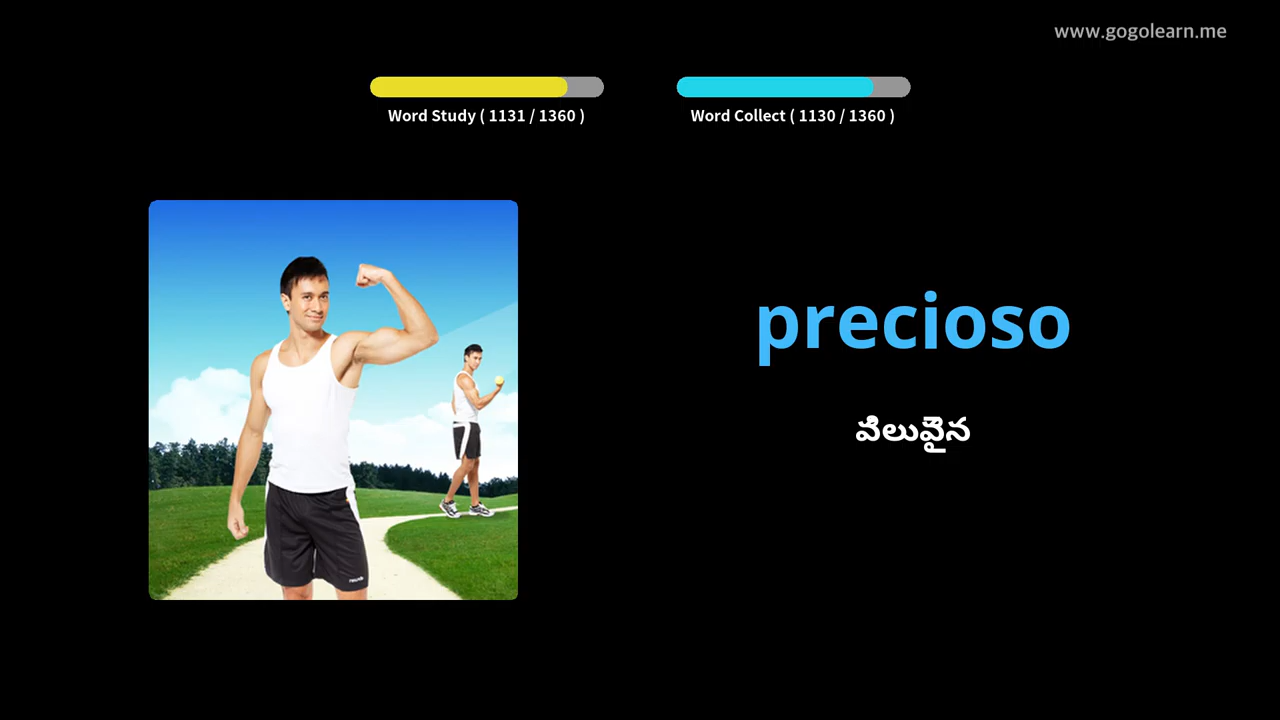 www.gogolearn.me
Word Study ( 1131 / 1360 )
Word Collect ( 1130 / 1360 )
precioso
విలువైన